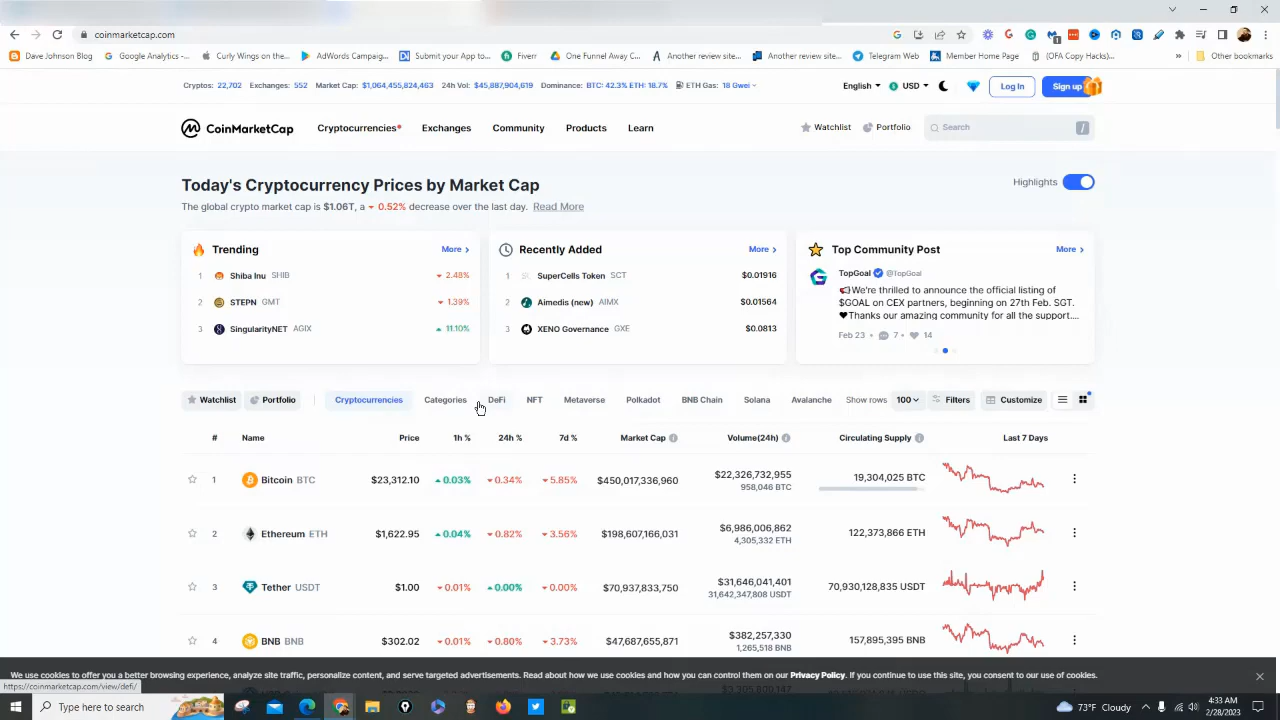 coinmarketcap.com
Dave Johnson Blog
Google Analytics -...
Curly Wings on the...
AdWords Campaign...
Submit your App to...
Fiverr
One Funnel Away C...
Another review site...
Another review sit...
Telegram Web
Member Home Page
(OFA Copy Hacks)...
»
Other bookmarks
Cryptos: 22,702 Exchanges: 552 Market Cap: $1,064,455,824,463 24h Vol: $45,887,904,619 Dominance: BTC: 42.3% ETH: 18.7% ETH Gas: 18 Gwei
English USD Log In Sign up
CoinMarketCap Cryptocurrencies Exchanges Community Products Learn Watchlist Portfolio Search /
Today's Cryptocurrency Prices by Market Cap
Highlights
The global crypto market cap is $1.06T, a 0.52% decrease over the last day. Read More
Trending More >
1 Shiba Inu SHIB 2.48%
2 STEPN GMT 1.39%
3 SingularityNET AGIX 11.10%
Recently Added More >
1 SuperCells Token SCT $0.01916
2 Aimedis (new) AIMX $0.01564
3 XENO Governance GXE $0.0813
Top Community Post More >
TopGoal @TopGoal
We're thrilled to announce the official listing of
$GOAL on CEX partners, beginning on 27th Feb. SGT.
Thanks our amazing community for all the support....
Feb 23 • 7 • 14
Watchlist Portfolio Cryptocurrencies Categories DeFi NFT Metaverse Polkadot BNB Chain Solana Avalanche Show rows 100 Filters Customize
# Name Price 1h % 24h % 7d % Market Cap Volume(24h) Circulating Supply Last 7 Days
1 Bitcoin BTC $23,312.10 0.03% 0.34% 5.85% $450,017,336,960 $22,326,732,955 19,304,025 BTC
958,046 BTC
2 Ethereum ETH $1,622.95 0.04% 0.82% 3.56% $198,607,166,031 $6,986,006,862 122,373,866 ETH
4,305,332 ETH
3 Tether USDT $1.00 0.01% 0.00% 0.00% $70,937,833,750 $31,646,041,401 70,930,128,835 USDT
31,642,347,808 USDT
4 BNB BNB $302.02 0.01% 0.80% 3.73% $47,687,655,871 $382,257,330 157,895,395 BNB
1,265,518 BNB
We use cookies to offer you a better browsing experience, analyze site traffic, personalize content, and serve targeted advertisements. Read about how we use cookies and how you can control them on our Privacy Policy. If you continue to use this site, you consent to our use of cookies.
https://coinmarketcap.com/view/defi/
Type here to search
73°F Cloudy
4:33 AM
2/28/2023